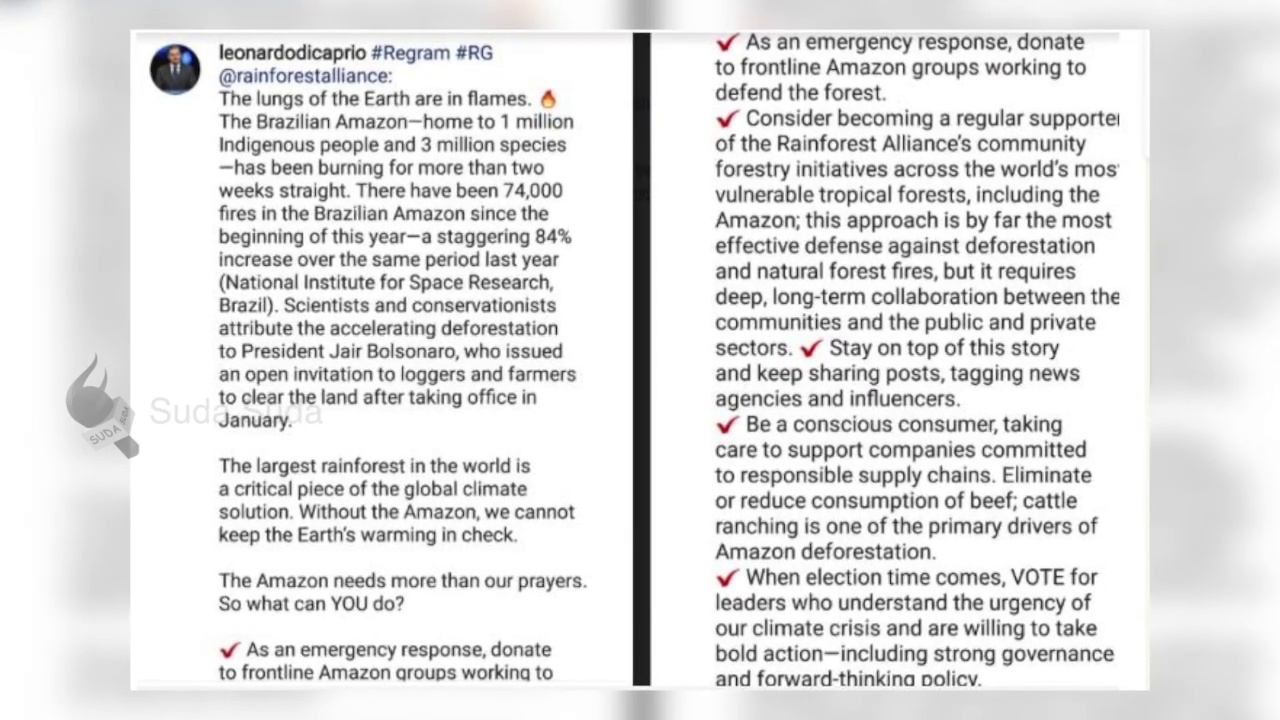 leonardodicaprio #Regram #RG
@rainforestalliance:
The lungs of the Earth are in flames. 🔥
The Brazilian Amazon—home to 1 million
Indigenous people and 3 million species
—has been burning for more than two
weeks straight. There have been 74,000
fires in the Brazilian Amazon since the
beginning of this year—a staggering 84%
increase over the same period last year
(National Institute for Space Research,
Brazil). Scientists and conservationists
attribute the accelerating deforestation
to President Jair Bolsonaro, who issued
an open invitation to loggers and farmers
to clear the land after taking office in
January.
The largest rainforest in the world is
a critical piece of the global climate
solution. Without the Amazon, we cannot
keep the Earth's warming in check.
The Amazon needs more than our prayers.
So what can YOU do?
✔ As an emergency response, donate
to frontline Amazon groups working to
✔ As an emergency response, donate
to frontline Amazon groups working to
defend the forest.
✔ Consider becoming a regular supporter
of the Rainforest Alliance's community
forestry initiatives across the world's mos
vulnerable tropical forests, including the
Amazon; this approach is by far the most
effective defense against deforestation
and natural forest fires, but it requires
deep, long-term collaboration between the
communities and the public and private
sectors. ✔ Stay on top of this story
and keep sharing posts, tagging news
agencies and influencers.
✔ Be a conscious consumer, taking
care to support companies committed
to responsible supply chains. Eliminate
or reduce consumption of beef; cattle
ranching is one of the primary drivers of
Amazon deforestation.
✔ When election time comes, VOTE for
leaders who understand the urgency of
our climate crisis and are willing to take
bold action—including strong governance
and forward-thinking policy.
Suda Suda
SUDA SUDA